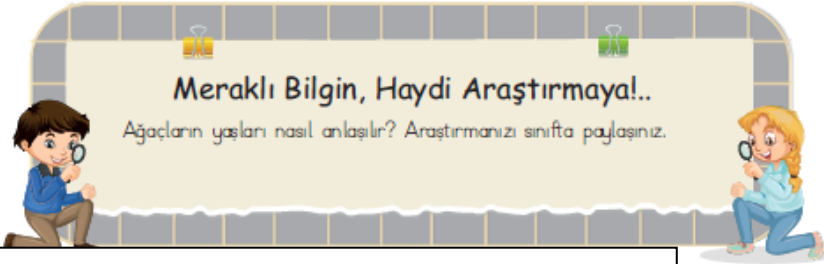 Meraklı Bilgin, Haydi Araştırmaya!..
Ağaçların yaşları nasıl anlaşılır? Araştırmanızı sınıfta paylaşınız.